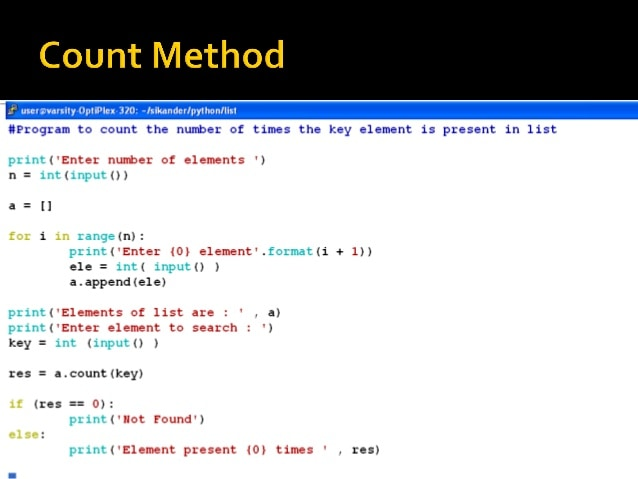 Count Method
user@varsity-OptiPlex-320: ~/sikander/python/list
#Program to count the number of times the key element is present in list
print('Enter number of elements ')
n = int(input())
a = []
for i in range(n):
print('Enter {0} element'.format(i + 1))
ele = int( input() )
a.append(ele)
print('Elements of list are : ' , a)
print('Enter element to search : ')
key = int (input() )
res = a.count(key)
if (res == 0):
print('Not Found')
else:
print('Element present {0} times ' , res)